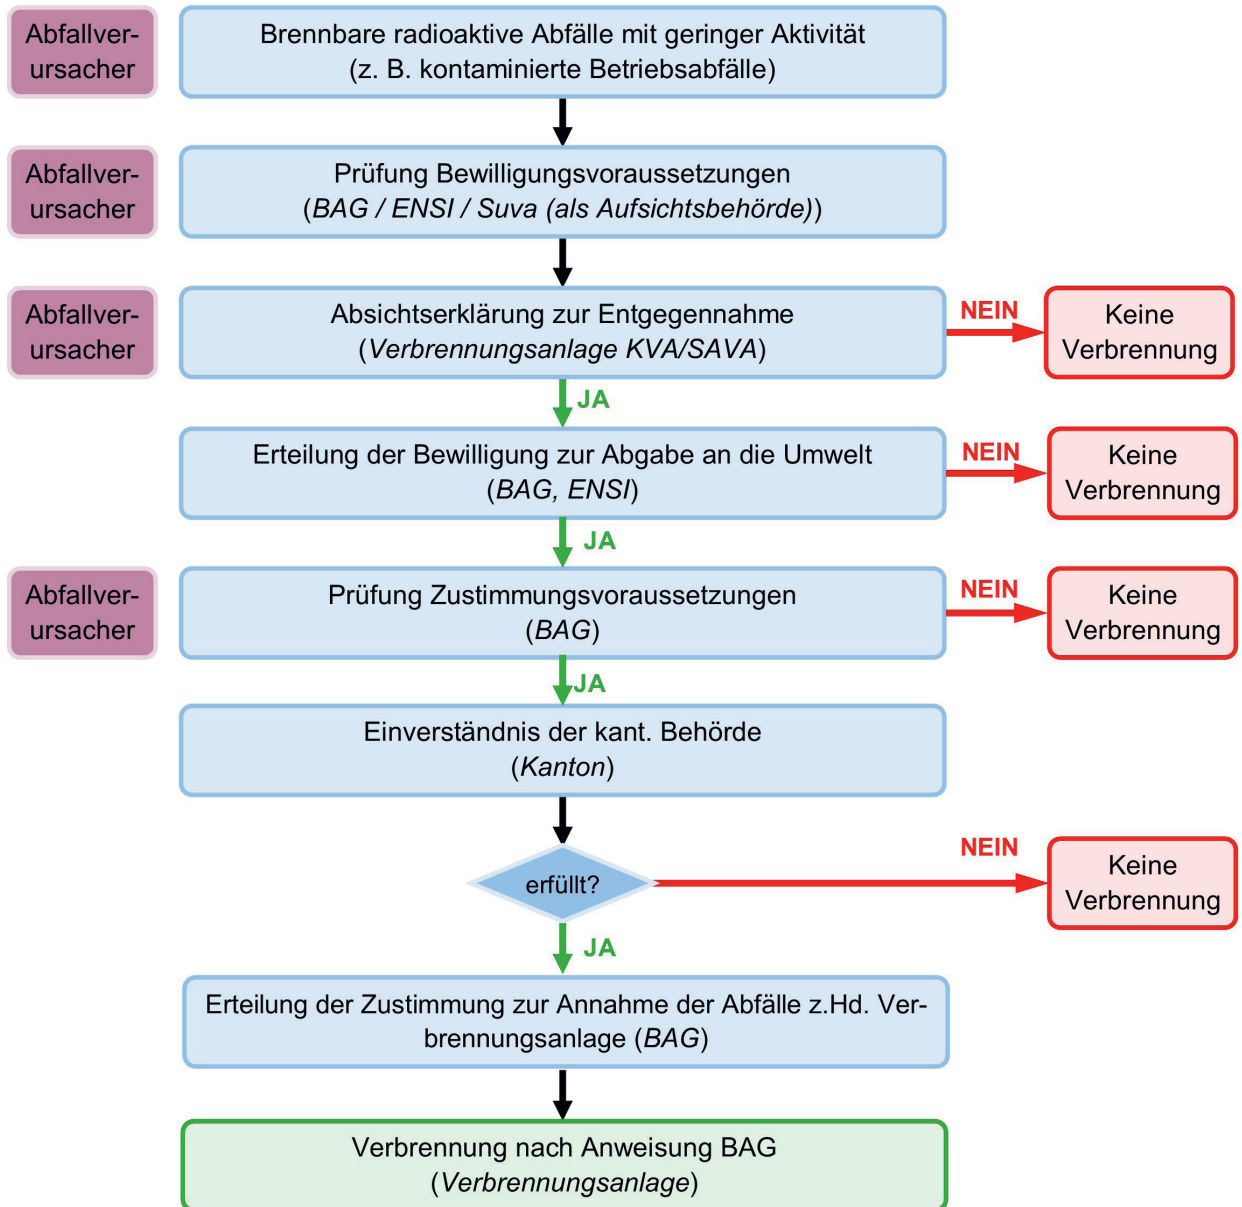 Abfallver-
ursacher
Brennbare radioaktive Abfälle mit geringer Aktivität
(z. B. kontaminierte Betriebsabfälle)
Abfallver-
ursacher
Prüfung Bewilligungsvoraussetzungen
(BAG / ENSI / Suva (als Aufsichtsbehörde))
Abfallver-
ursacher
Absichtserklärung zur Entgegennahme
(Verbrennungsanlage KVA/SAVA)
NEIN
Keine
Verbrennung
JA
Erteilung der Bewilligung zur Abgabe an die Umwelt
(BAG, ENSI)
NEIN
Keine
Verbrennung
JA
Abfallver-
ursacher
Prüfung Zustimmungsvoraussetzungen
(BAG)
NEIN
Keine
Verbrennung
JA
Einverständnis der kant. Behörde
(Kanton)
erfüllt?
NEIN
Keine
Verbrennung
JA
Erteilung der Zustimmung zur Annahme der Abfälle z.Hd. Ver-
brennungsanlage (BAG)
Verbrennung nach Anweisung BAG
(Verbrennungsanlage)